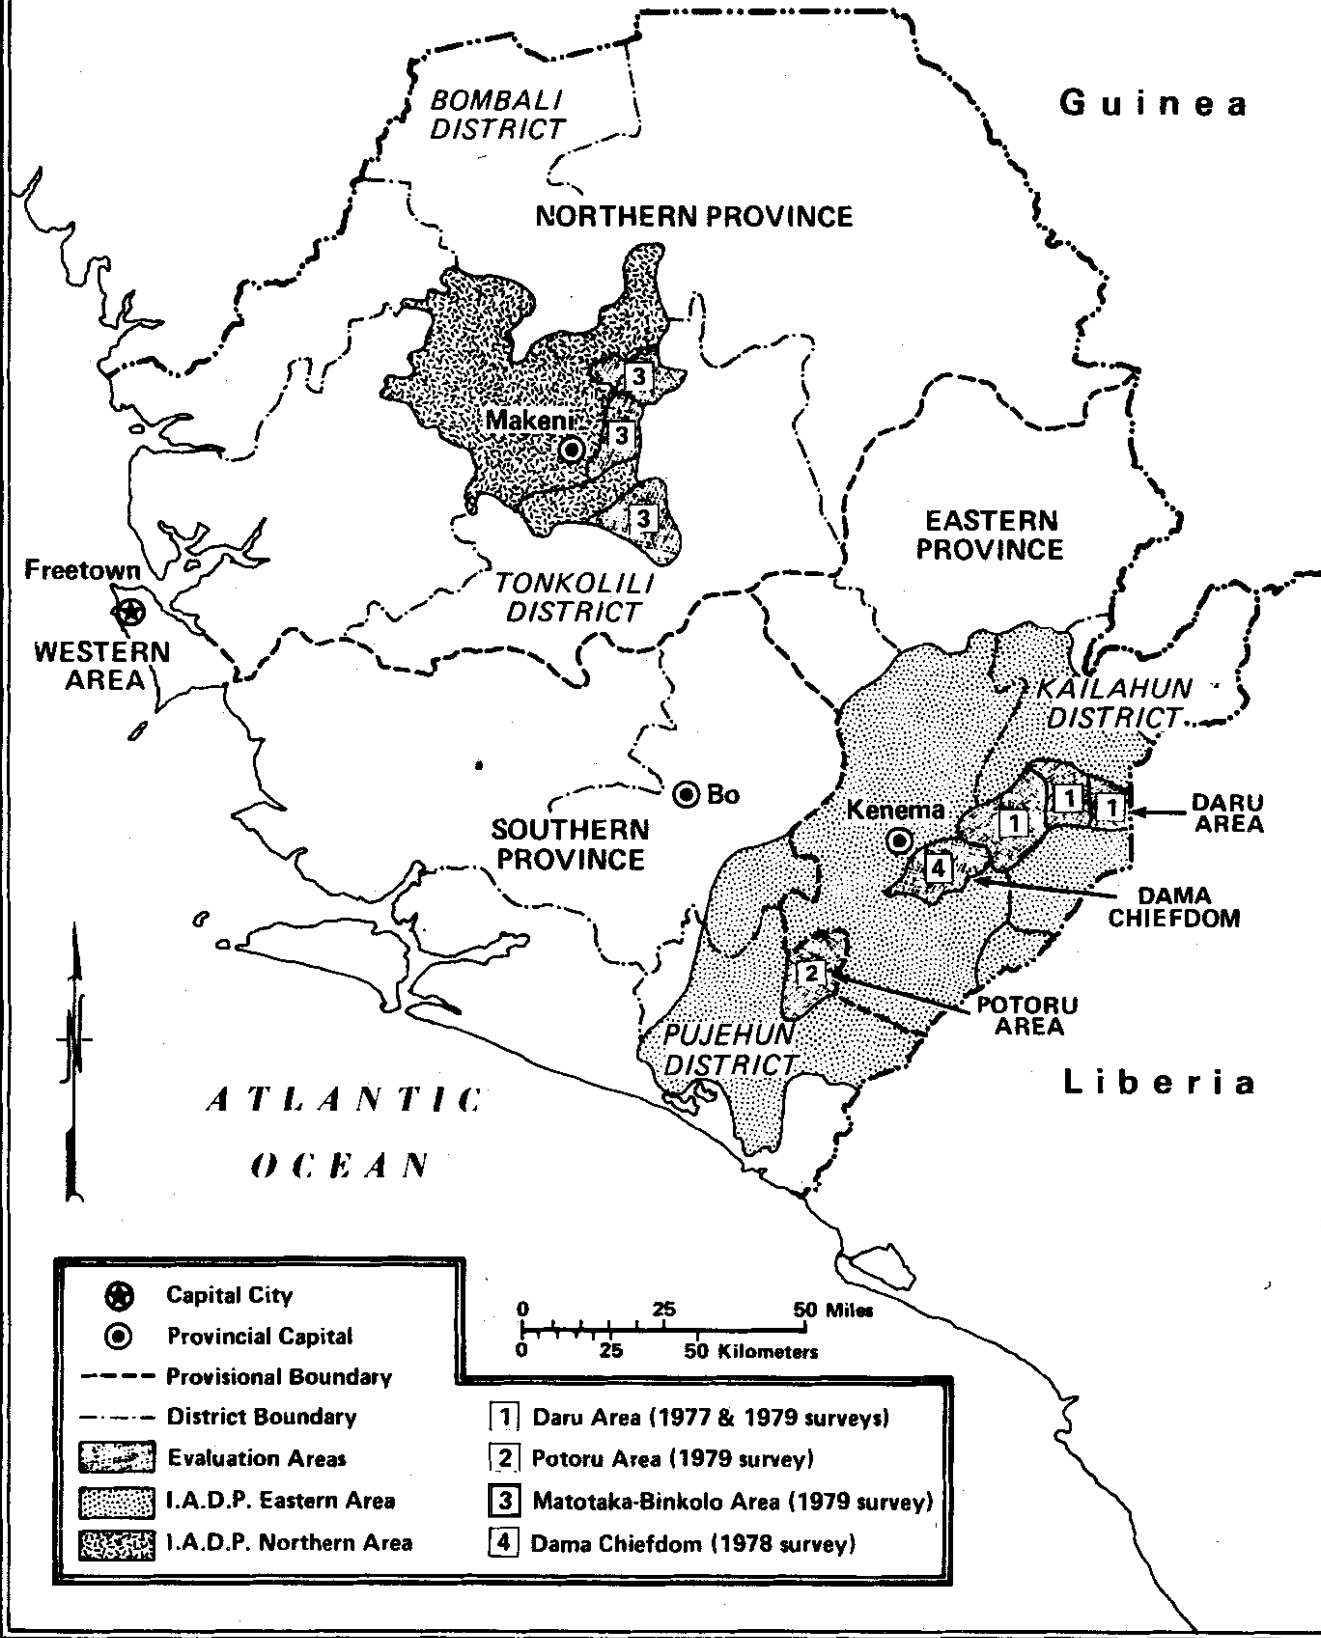 BOMBALI
DISTRICT
Guinea
NORTHERN PROVINCE
3
Makeni
3
3
EASTERN
PROVINCE
Freetown
TONKOLILI
DISTRICT
WESTERN
AREA
KAILAHUN
DISTRICT
Bo
Kenema
1
1
1
DARU
AREA
SOUTHERN
PROVINCE
4
DAMA
CHIEFDOM
2
POTORU
AREA
PUJEHUN
DISTRICT
Liberia
ATLANTIC
OCEAN
Capital City
Provincial Capital
Provisional Boundary
District Boundary
Evaluation Areas
I.A.D.P. Eastern Area
I.A.D.P. Northern Area
0 25 50 Miles
0 25 50 Kilometers
1 Daru Area (1977 & 1979 surveys)
2 Potoru Area (1979 survey)
3 Matotaka-Binkolo Area (1979 survey)
4 Dama Chiefdom (1978 survey)